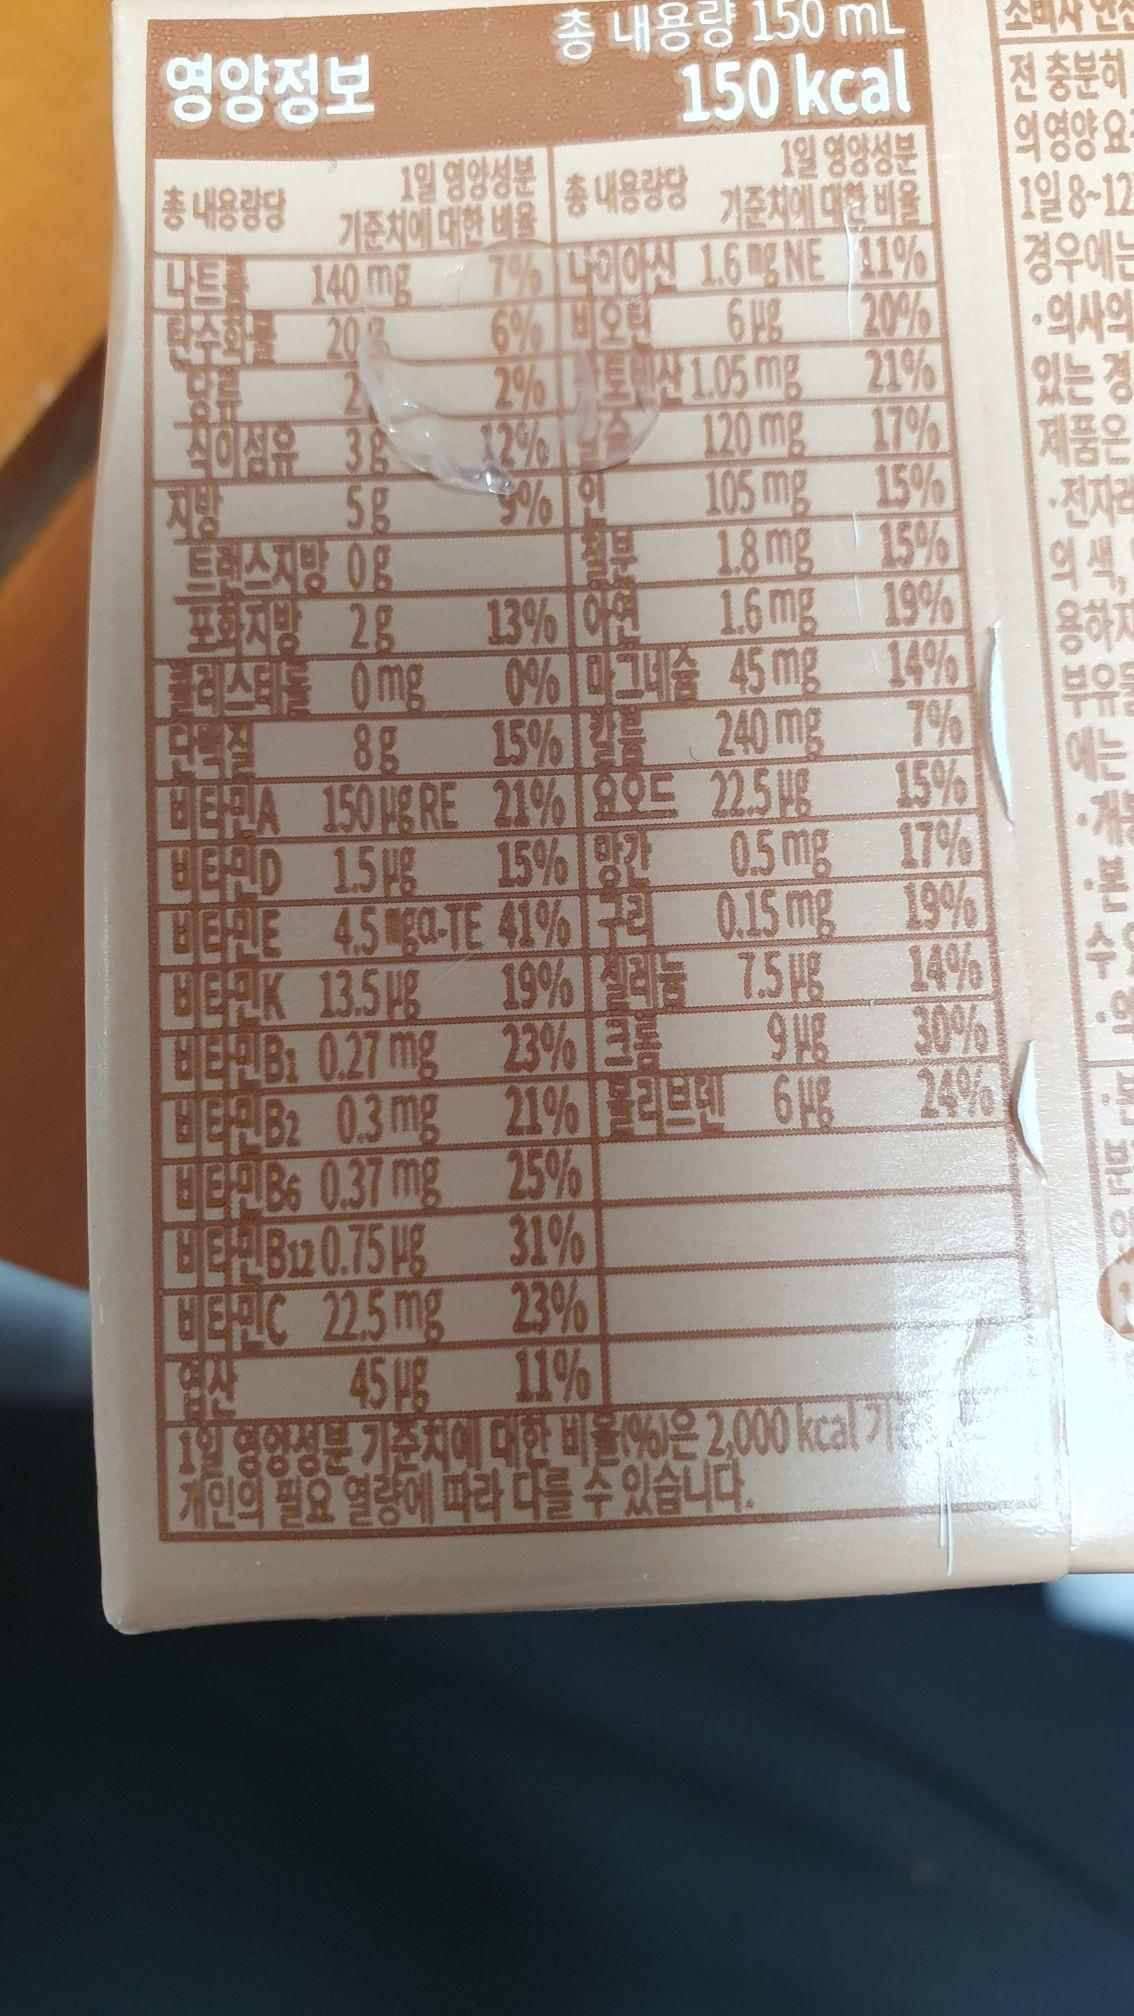 총 내용량 150 mL
영양정보 150 kcal
총 내용량당 1일 영양성분 기준치에 대한 비율
총 내용량당 1일 영양성분 기준치에 대한 비율
나트륨 140 mg 7% 나이아신 1.6 mg NE 11%
탄수화물 20 g 6% 비오틴 6 μg 20%
당류 2 2% 1.05 mg 21%
식이섬유 3 g 12% 120 mg 17%
지방 5 g 9% 인 105 mg 15%
트랜스지방 0 g 철분 1.8 mg 15%
포화지방 2 g 13% 아연 1.6 mg 19%
콜레스테롤 0 mg 0% 마그네슘 45 mg 14%
단백질 8 g 15% 칼륨 240 mg 7%
비타민A 150 μg RE 21% 요오드 22.5 μg 15%
비타민D 1.5 μg 15% 망간 0.5 mg 17%
비타민E 4.5 mgα-TE 41% 구리 0.15 mg 19%
비타민K 13.5 μg 19% 셀레늄 7.5 μg 14%
비타민B1 0.27 mg 23% 크롬 9 μg 30%
비타민B2 0.3 mg 21% 몰리브덴 6 μg 24%
비타민B6 0.37 mg 25%
비타민B12 0.75 μg 31%
비타민C 22.5 mg 23%
엽산 45 μg 11%
1일 영양성분 기준치에 대한 비율(%)은 2,000 kcal
개인의 필요 열량에 따라 다를 수 있습니다.
전 충분히
의 영양 요
1일 8~12
경우에는
·의사의
있는 경
제품은
·전자레
의 색,
용하지
부유물
에는